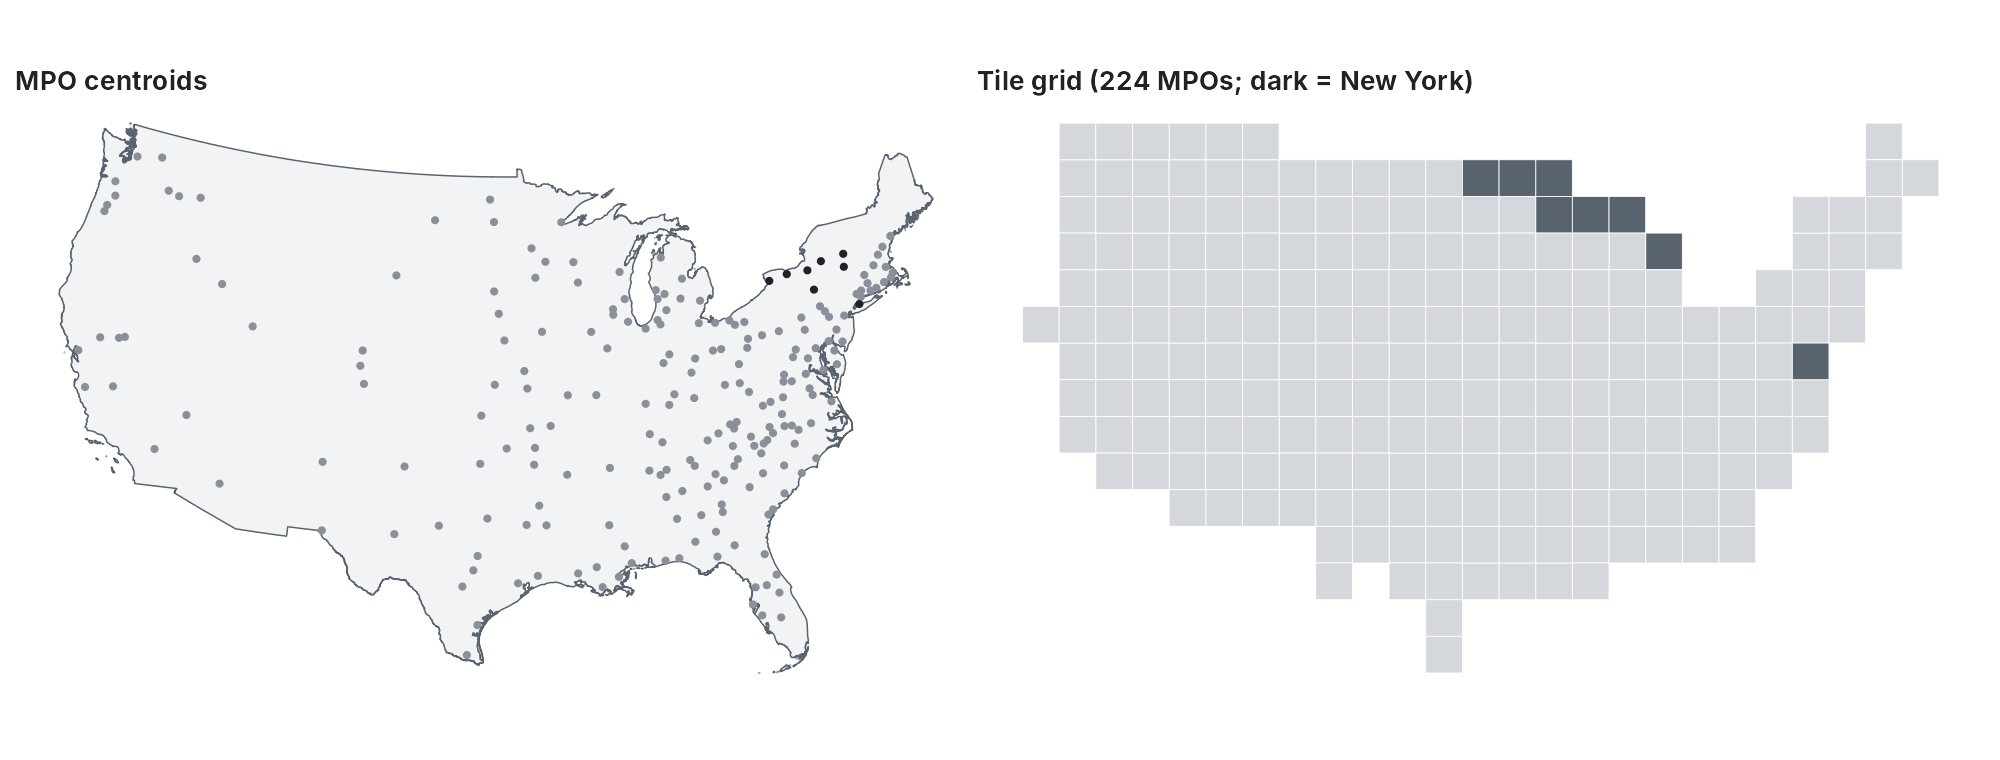 MPO centroids
Tile grid (224 MPOs; dark = New York)